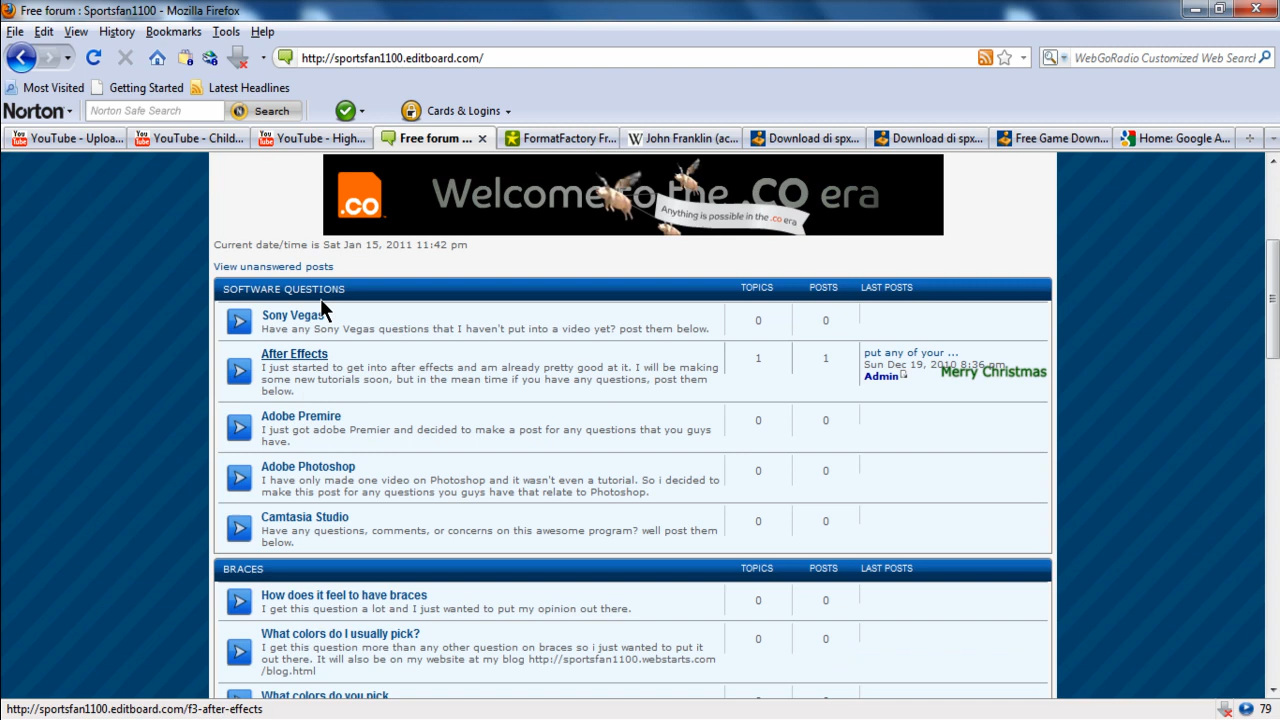 Free forum : Sportsfan1100 - Mozilla Firefox
File Edit View History Bookmarks Tools Help
http://sportsfan1100.editboard.com/
WebGoRadio Customized Web Search
Most Visited Getting Started Latest Headlines
Norton Norton Safe Search Search Cards & Logins
YouTube - Uploa... YouTube - Child... YouTube - High... Free forum ... FormatFactory Fr... John Franklin (ac... Download di spx... Download di spx... Free Game Down... Home: Google A...
.co Welcome to the .CO era
Anything is possible in the .co era
Current date/time is Sat Jan 15, 2011 11:42 pm
View unanswered posts
SOFTWARE QUESTIONS TOPICS POSTS LAST POSTS
Sony Vegas
Have any Sony Vegas questions that I haven't put into a video yet? post them below.
0 0
After Effects
I just started to get into after effects and am already pretty good at it. I will be making
some new tutorials soon, but in the mean time if you have any questions, post them
below.
1 1
put any of your ...
Sun Dec 19, 2010 8:36 pm
Admin
Merry Christmas
Adobe Premire
I just got adobe Premier and decided to make a post for any questions that you guys
have.
0 0
Adobe Photoshop
I have only made one video on Photoshop and it wasn't even a tutorial. So i decided to
make this post for any questions you guys have that relate to Photoshop.
0 0
Camtasia Studio
Have any questions, comments, or concerns on this awesome program? well post them
below.
0 0
BRACES TOPICS POSTS LAST POSTS
How does it feel to have braces
I get this question a lot and I just wanted to put my opinion out there.
0 0
What colors do I usually pick?
I get this question more than any other question on braces so i just wanted to put it
out there. It will also be on my website at my blog http://sportsfan1100.webstarts.com
/blog.html
0 0
What colors do you pick
http://sportsfan1100.editboard.com/f3-after-effects
79